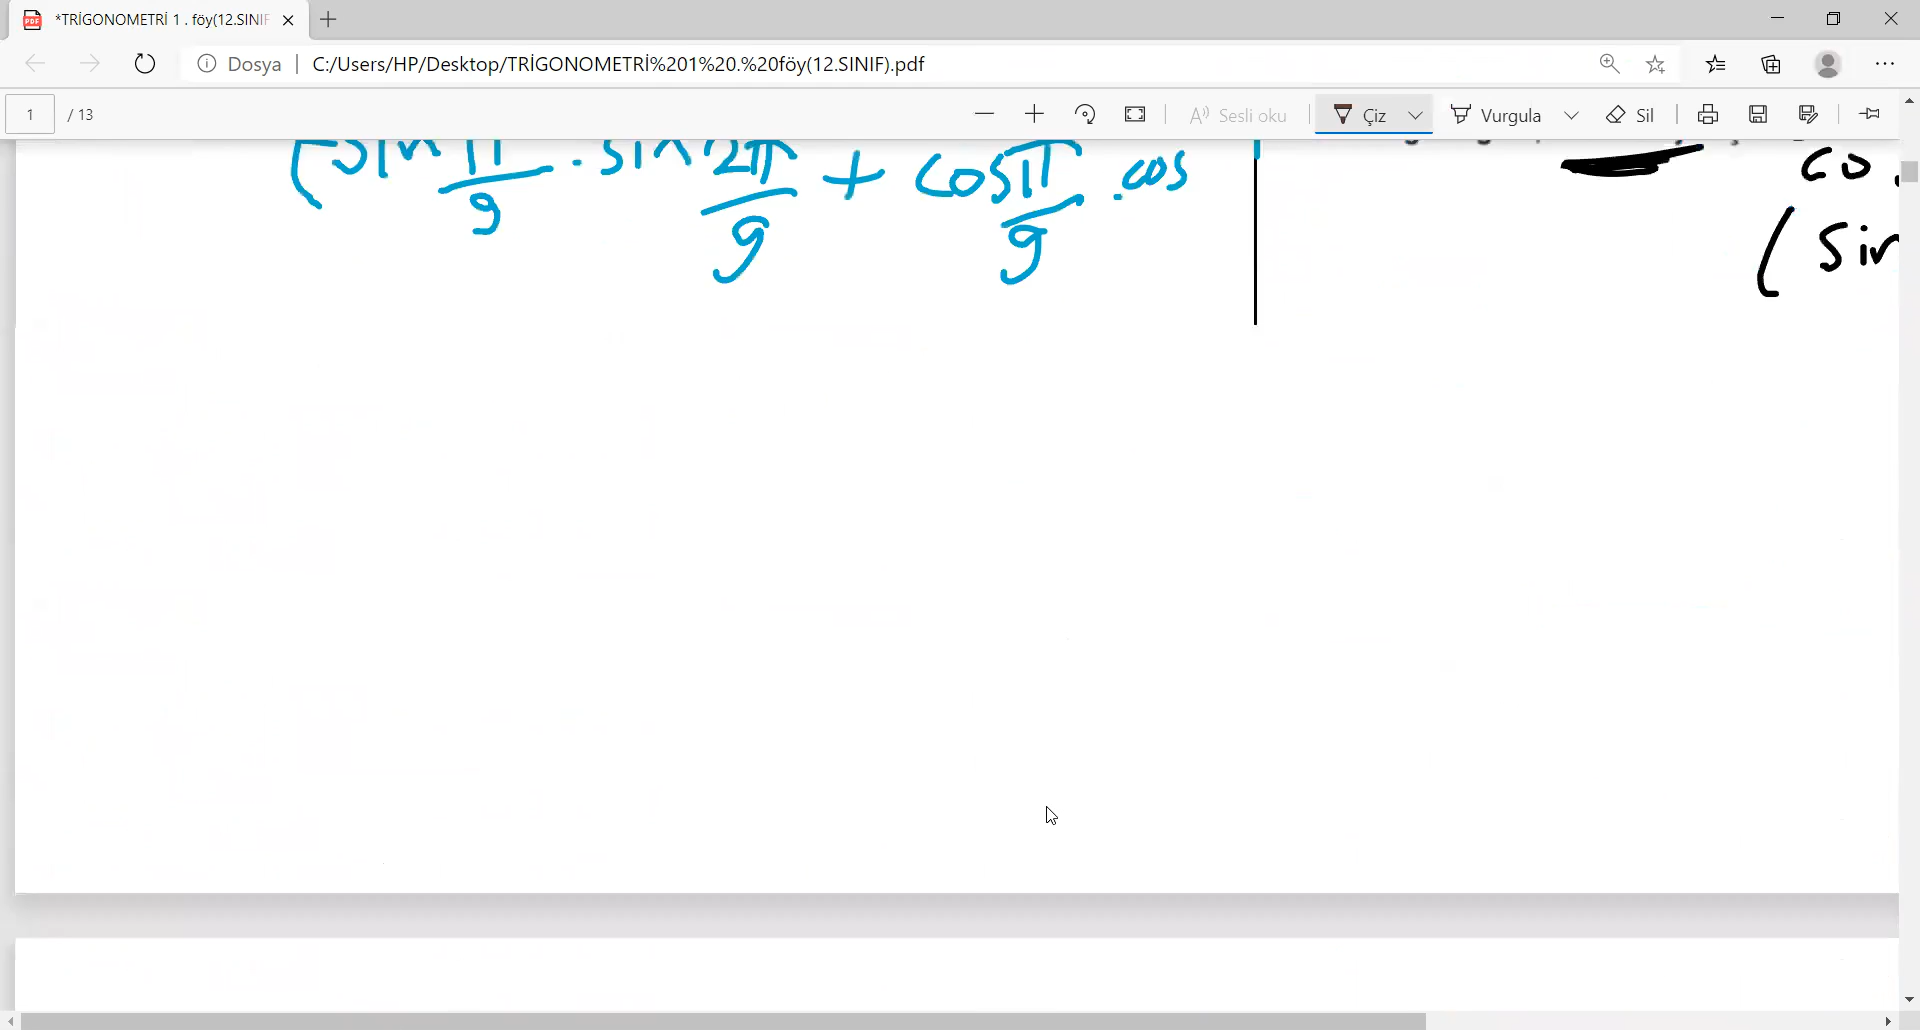 *TRİGONOMETRİ 1 . föy(12.SINIF
Dosya | C:/Users/HP/Desktop/TRİGONOMETRİ%201%20.%20föy(12.SINIF).pdf
1 / 13 Sesli oku Çiz Vurgula Sil
(sin π/9 . sin 2π/9 + cos π/9 . cos
co
( sin